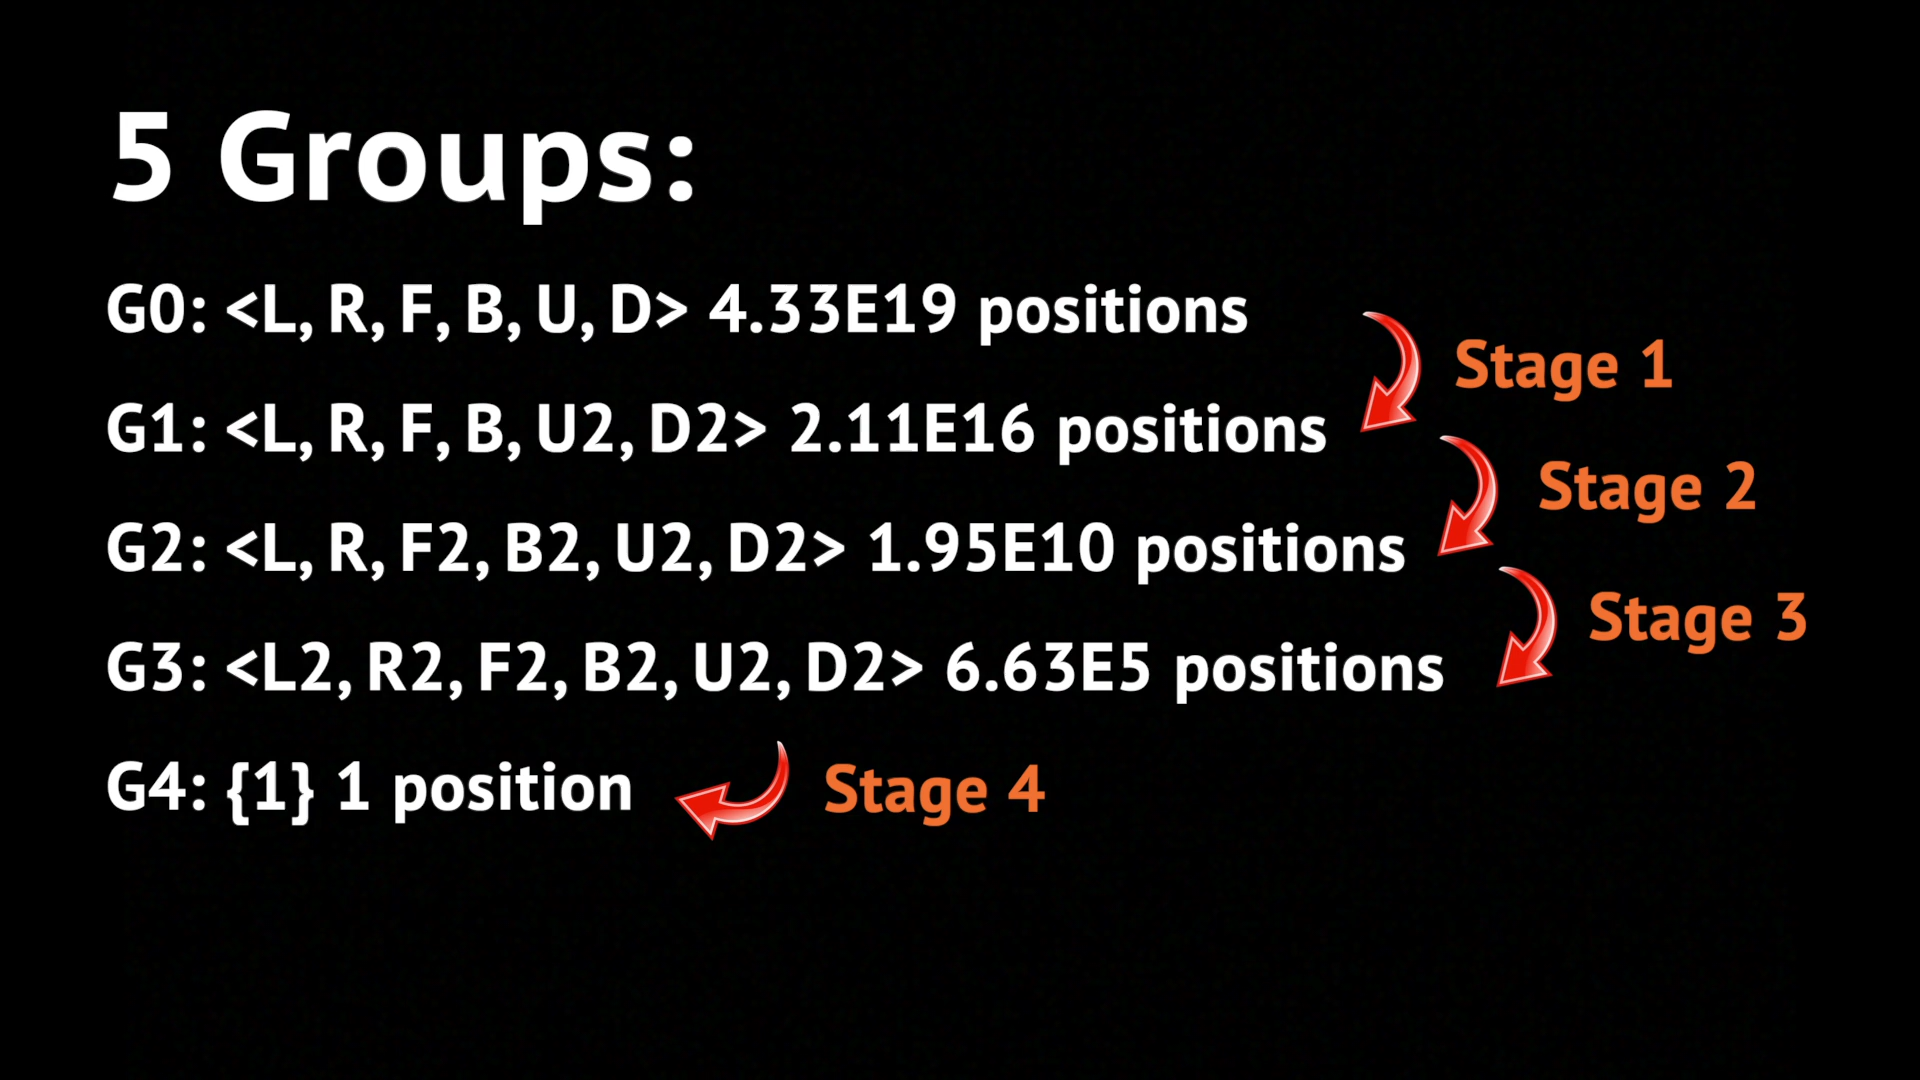 5 Groups:
G0: <L, R, F, B, U, D> 4.33E19 positions
Stage 1
G1: <L, R, F, B, U2, D2> 2.11E16 positions
Stage 2
G2: <L, R, F2, B2, U2, D2> 1.95E10 positions
Stage 3
G3: <L2, R2, F2, B2, U2, D2> 6.63E5 positions
G4: {1} 1 position
Stage 4